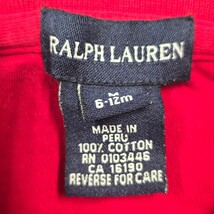 RALPH LAUREN
M
6-12m
MADE IN
PERU
100% COTTON
RN 0103446
CA 16190
REVERSE FOR CARE